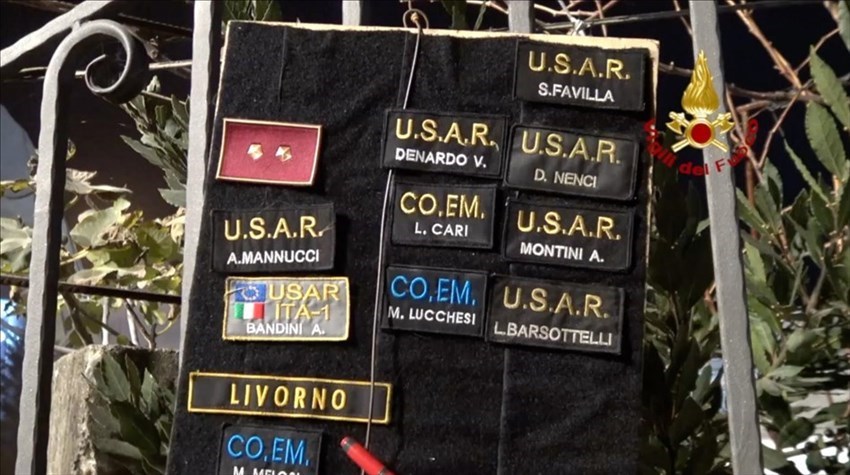 U.S.A.R.
S.FAVILLA
U.S.A.R.
DENARDO V.
U.S.A.R.
D. NENCI
U.S.A.R.
A.MANNUCCI
CO.EM.
L. CARI
U.S.A.R.
MONTINI A.
USAR
ITA-1
BANDINI A.
CO.EM.
M. LUCCHESI
U.S.A.R.
L.BARSOTTELLI
LIVORNO
CO.EM.
M. MELOSI
Vigili del Fuoco